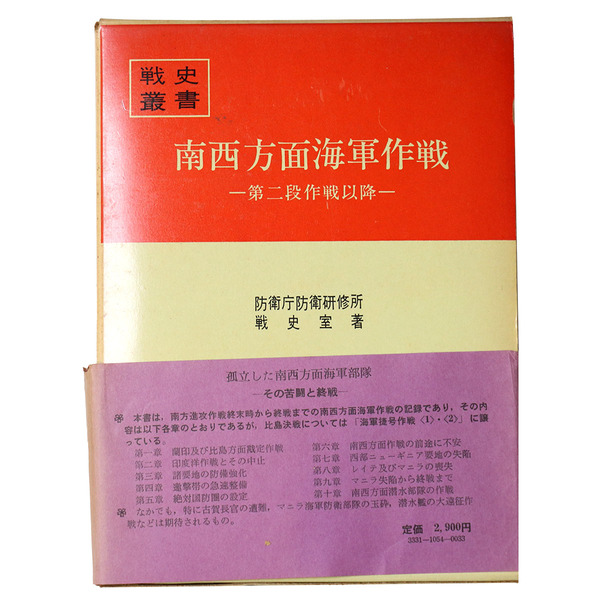 戦史
叢書
南西方面海軍作戦
―第二段作戦以降―
防衛庁防衛研修所
戦史室著
孤立した南西方面海軍部隊
―その苦闘と終戦―
本書は，南方進攻作戦終末時から終戦までの南西方面海軍作戦の記録であり，その内
容は以下各章のとおりであるが，比島決戦については「海軍捷号作戦〈1〉・〈2〉」に譲
っている。
第一章 蘭印及び比島方面戡定作戦
第二章 印度洋作戦とその中止
第三章 諸要地の防備強化
第四章 進撃帯の急速整備
第五章 絶対国防圏の設定
第六章 南西方面作戦の前途に不安
第七章 西部ニューギニア要地の失陥
第八章 レイテ及びマニラの喪失
第九章 マニラ失陥から終戦まで
第十章 南西方面潜水部隊の作戦
なかでも，特に古賀長官の遭難，マニラ海軍防衛部隊の玉砕，潜水艦の大遠征作
戦などは期待されるもの。
定価 2,900円
3331―1054―0033